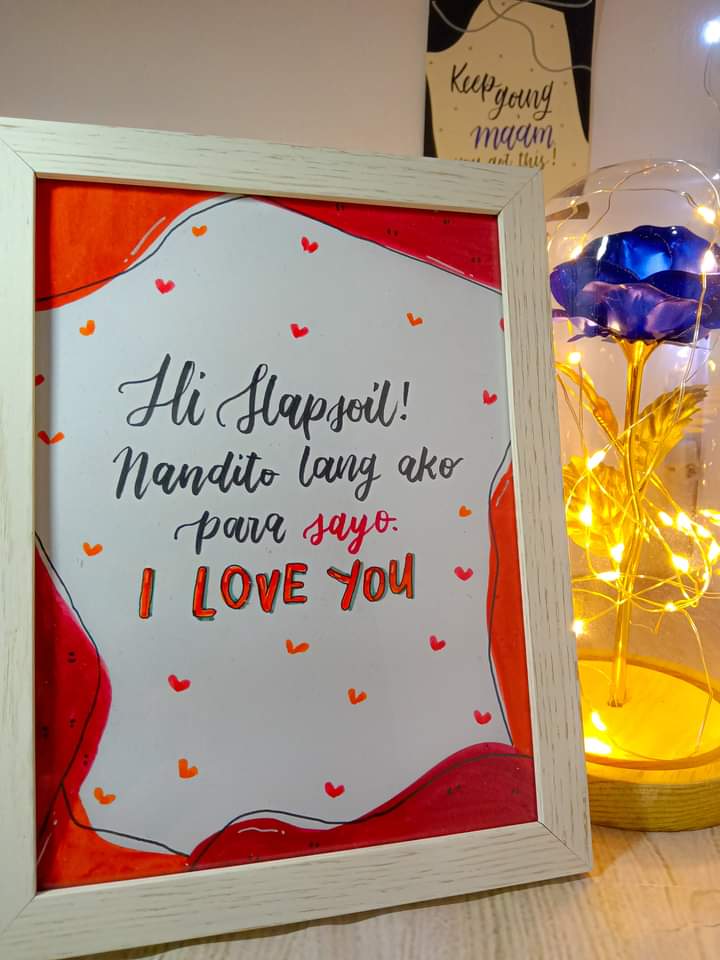 Keep going
maam
you got this!
Hi Slapsoil!
Nandito lang ako
para sayo.
I LOVE YOU